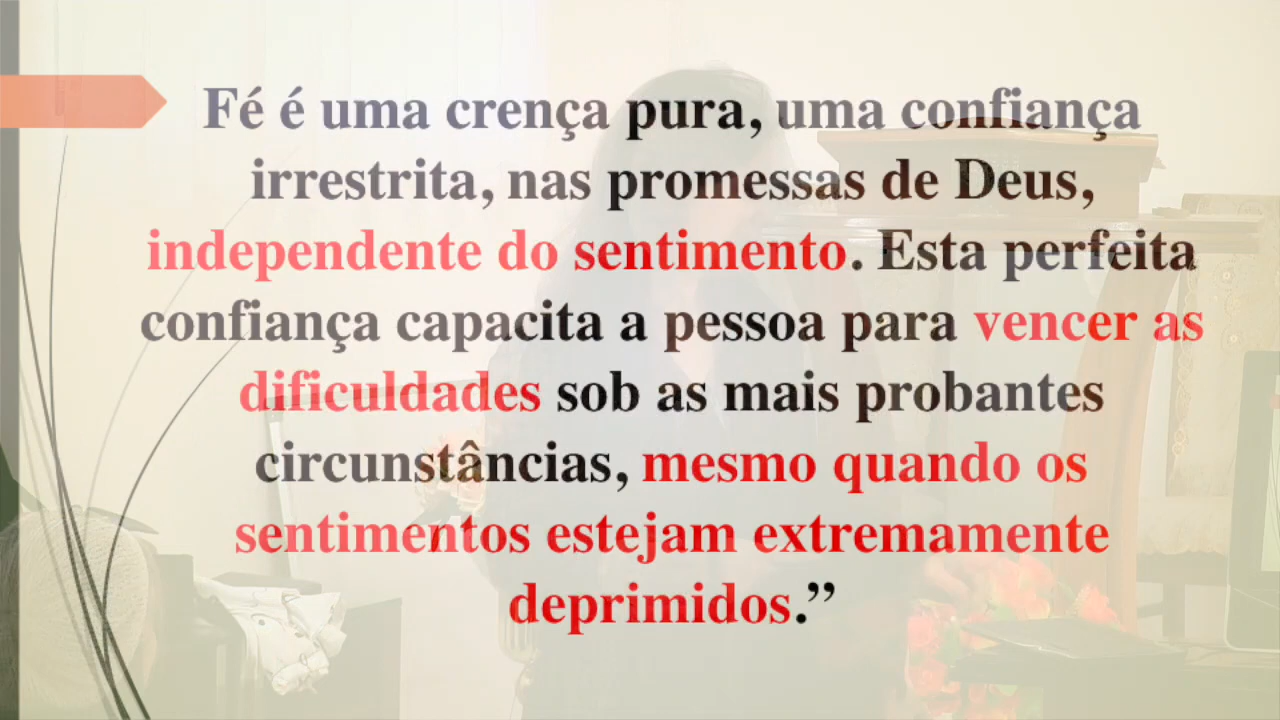 Fé é uma crença pura, uma confiança
irrestrita, nas promessas de Deus,
independente do sentimento. Esta perfeita
confiança capacita a pessoa para vencer as
dificuldades sob as mais probantes
circunstâncias, mesmo quando os
sentimentos estejam extremamente
deprimidos.”